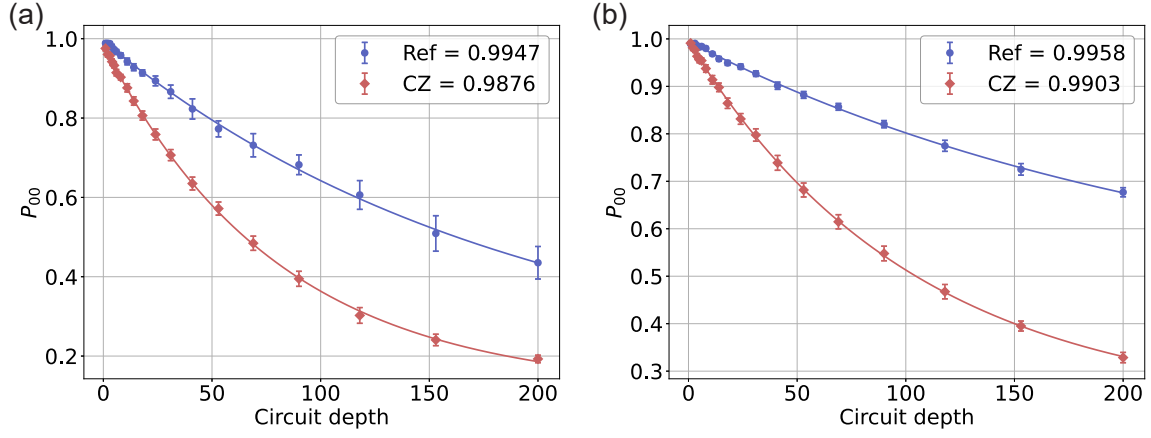 (a)
1.0
0.8
0.6
0.4
0.2
P00
0
50
100
150
200
Circuit depth
Ref = 0.9947
CZ = 0.9876
(b)
1.0
0.9
0.8
0.7
0.6
0.5
0.4
0.3
P00
0
50
100
150
200
Circuit depth
Ref = 0.9958
CZ = 0.9903